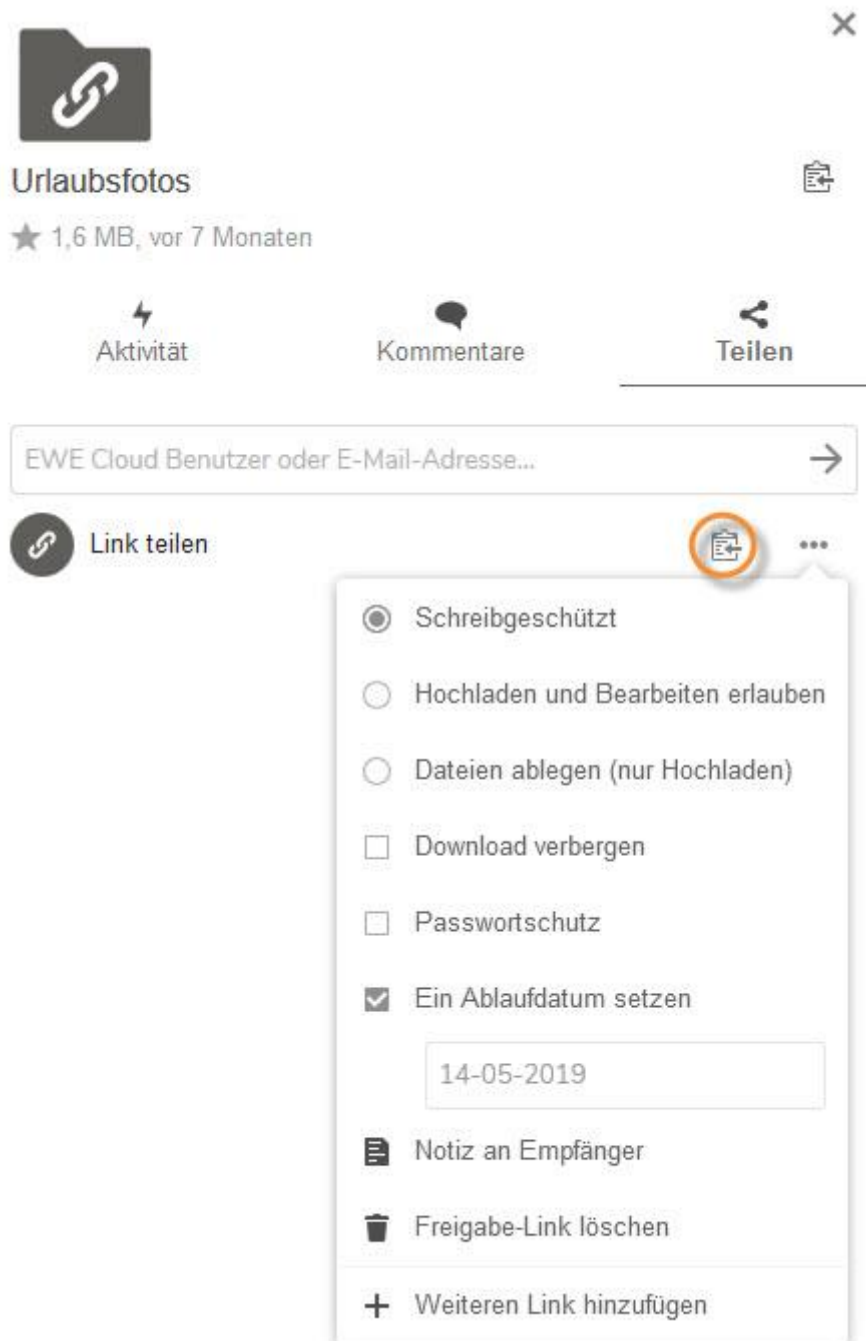 Urlaubsfotos
1,6 MB, vor 7 Monaten
Aktivität
Kommentare
Teilen
EWE Cloud Benutzer oder E-Mail-Adresse...
Link teilen
Schreibgeschützt
Hochladen und Bearbeiten erlauben
Dateien ablegen (nur Hochladen)
Download verbergen
Passwortschutz
Ein Ablaufdatum setzen
14-05-2019
Notiz an Empfänger
Freigabe-Link löschen
Weiteren Link hinzufügen